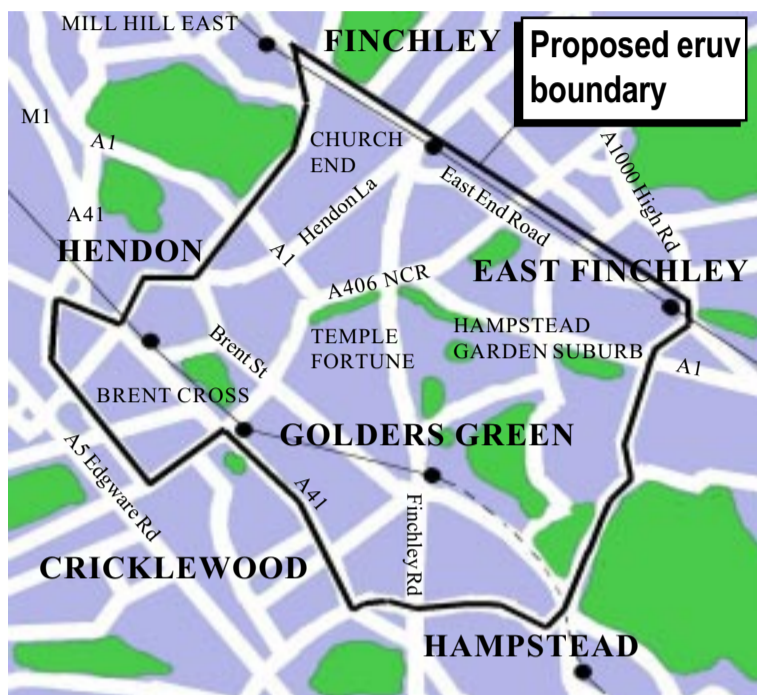 MILL HILL EAST
FINCHLEY
Proposed eruv
boundary
M1
A1
CHURCH
END
A1000 High Rd
Hendon La
East End Road
A41
HENDON
A1
A406 NCR
EAST FINCHLEY
Brent St
TEMPLE
FORTUNE
HAMPSTEAD
GARDEN SUBURB
A1
BRENT CROSS
GOLDERS GREEN
A5 Edgware Rd
A41
Finchley Rd
CRICKLEWOOD
HAMPSTEAD